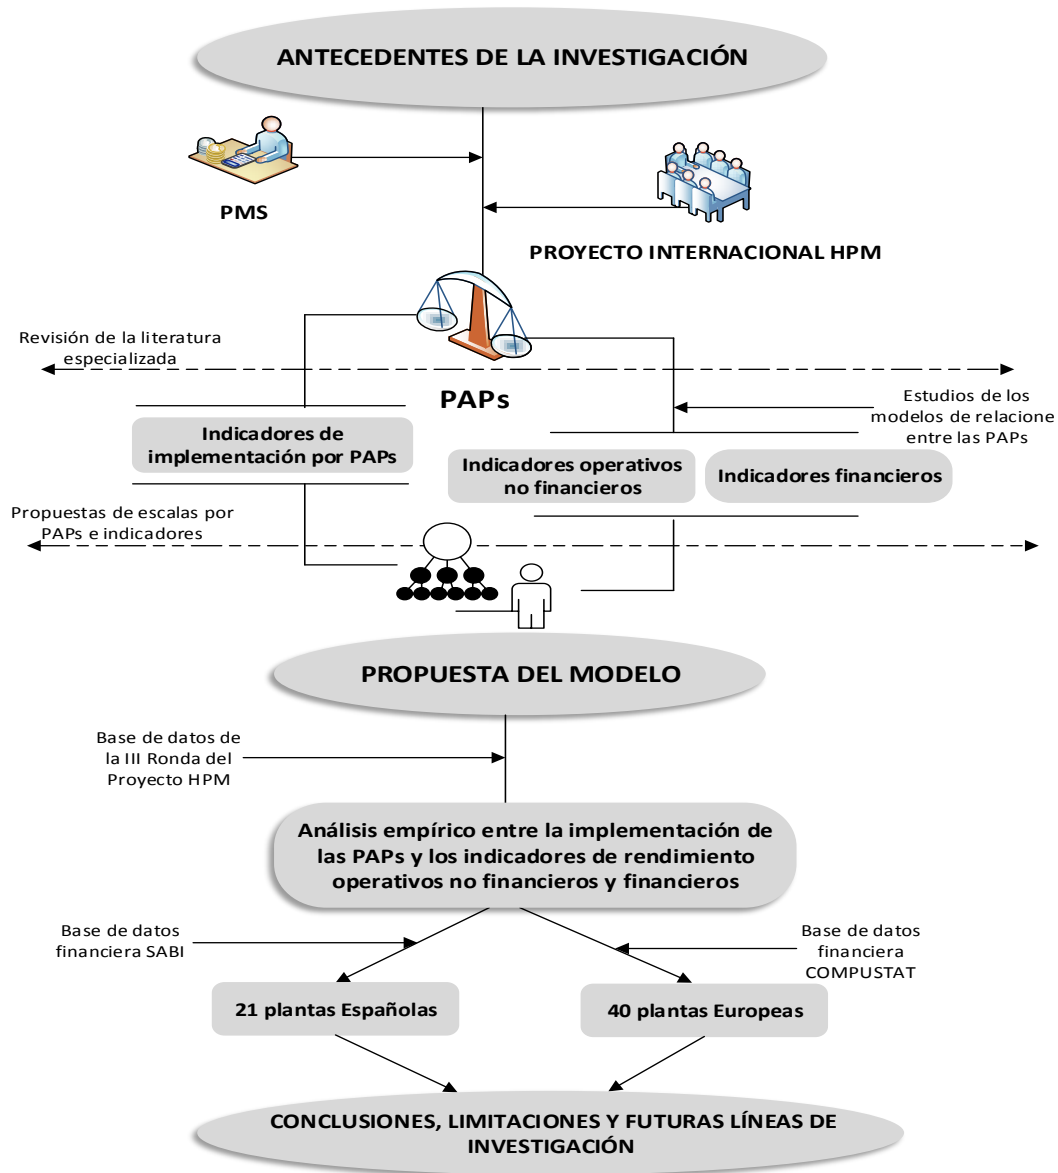 ANTECEDENTES DE LA INVESTIGACIÓN
PMS
PROYECTO INTERNACIONAL HPM
Revisión de la literatura
especializada
PAPs
Estudios de los
modelos de relacione
entre las PAPs
Indicadores de
implementación por PAPs
Indicadores operativos
no financieros
Indicadores financieros
Propuestas de escalas por
PAPs e indicadores
PROPUESTA DEL MODELO
Base de datos de
la III Ronda del
Proyecto HPM
Análisis empírico entre la implementación de
las PAPs y los indicadores de rendimiento
operativos no financieros y financieros
Base de datos
financiera SABI
Base de datos
financiera
COMPUSTAT
21 plantas Españolas
40 plantas Europeas
CONCLUSIONES, LIMITACIONES Y FUTURAS LÍNEAS DE
INVESTIGACIÓN